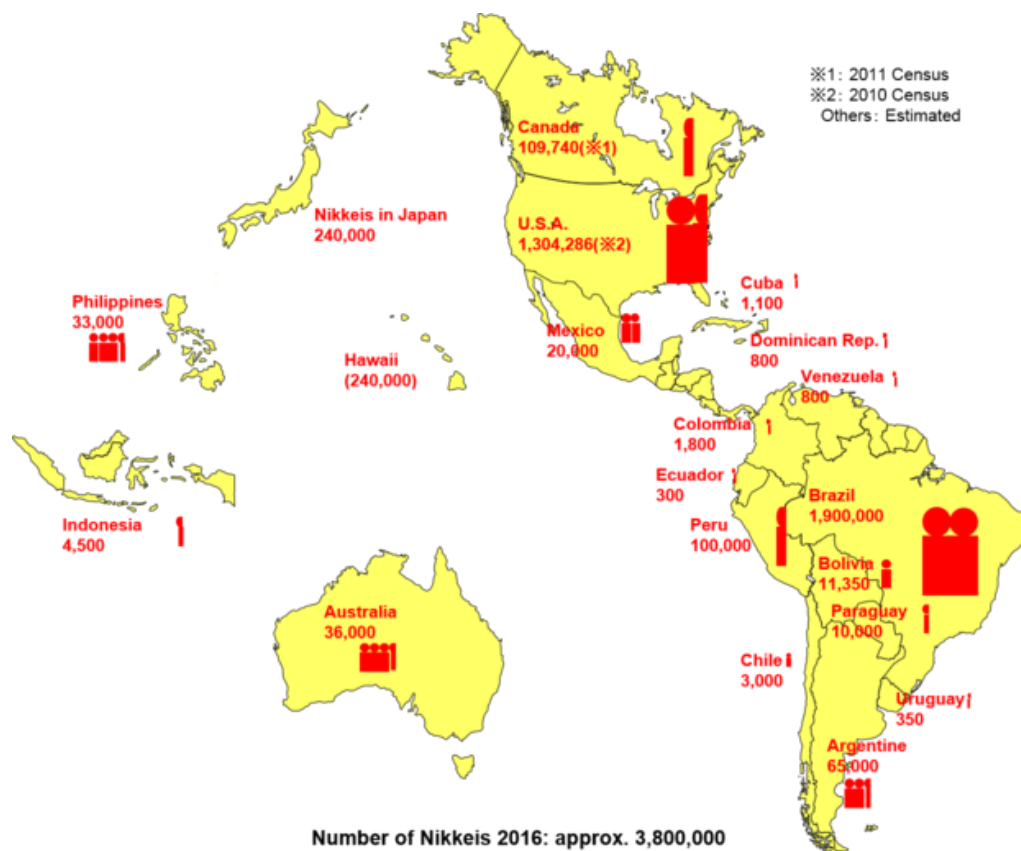 ※1: 2011 Census
※2: 2010 Census
Others: Estimated
Canada
109,740(※1)
Nikkeis in Japan
240,000
U.S.A.
1,304,286(※2)
Cuba
1,100
Philippines
33,000
Hawaii
(240,000)
Mexico
20,000
Dominican Rep.
800
Venezuela
800
Colombia
1,800
Ecuador
300
Brazil
1,900,000
Indonesia
4,500
Peru
100,000
Bolivia
11,350
Australia
36,000
Paraguay
10,000
Chile
3,000
Uruguay
350
Argentine
65,000
Number of Nikkeis 2016: approx. 3,800,000